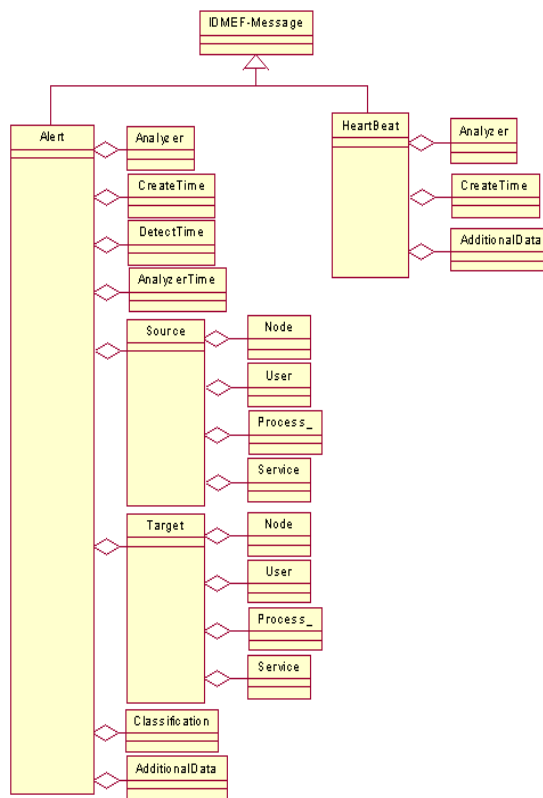 IDMEF-Message
Alert
Analyzer
CreateTime
DetectTime
AnalyzerTime
Source
Node
User
Process_
Service
Target
Node
User
Process_
Service
Classification
AdditionalData
HeartBeat
Analyzer
CreateTime
AdditionalData